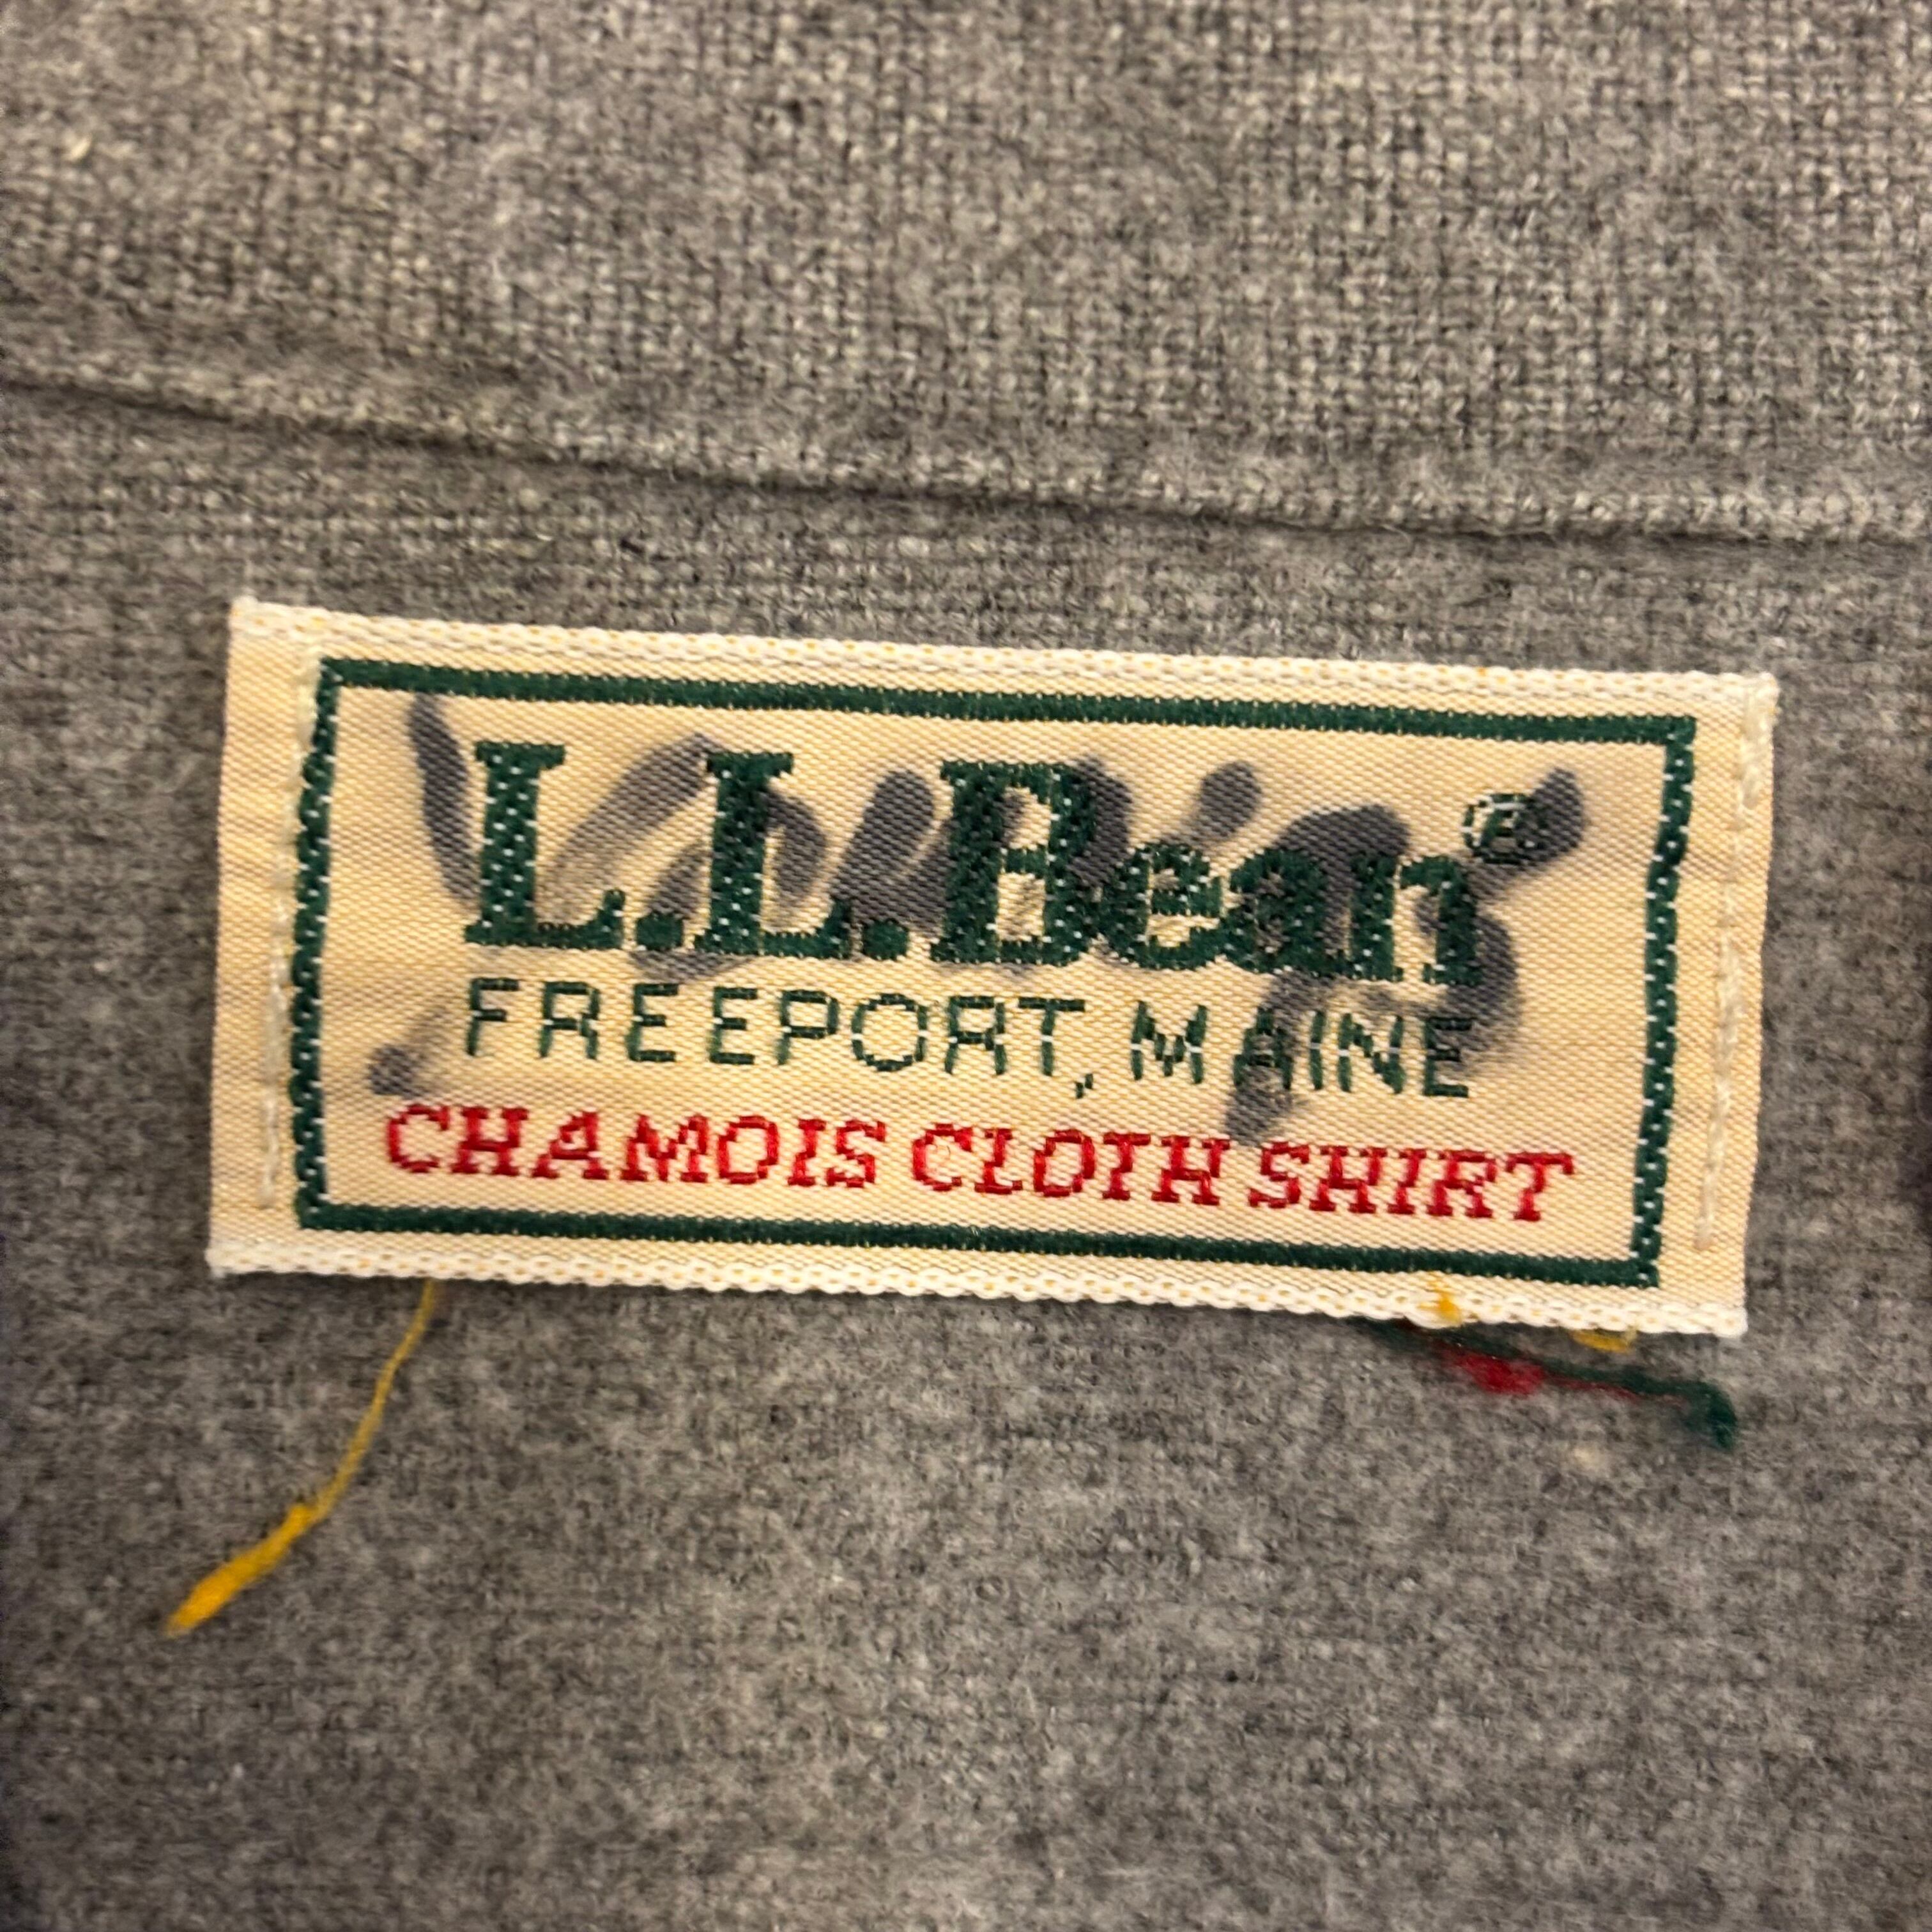 L.L.Bean®
FREEPORT, MAINE
CHAMOIS CLOTH SHIRT